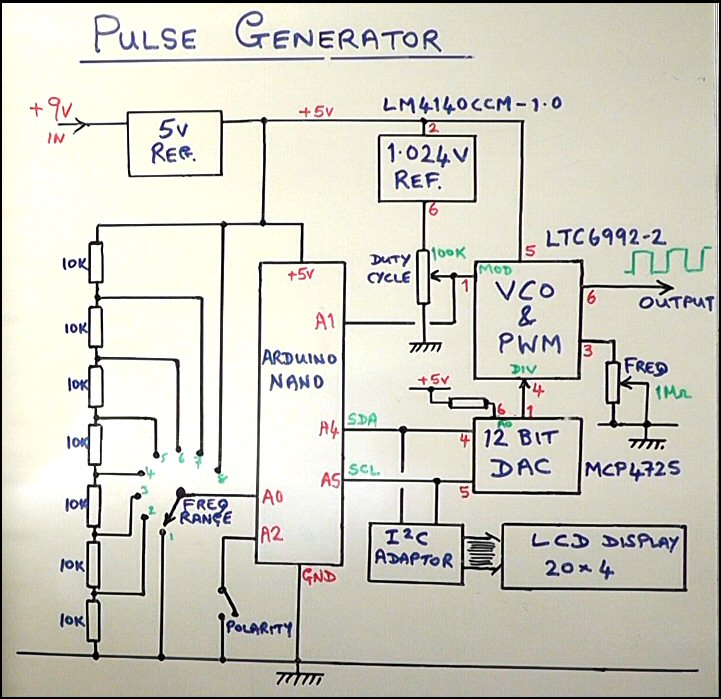 PULSE GENERATOR
+9V
IN
5V
REF.
+5V
LM4140CCM-1.0
2
1.024V
REF.
6
DUTY
CYCLE
100K
LTC6992-2
5
MOD
1
VCO
&
PWM
DIV
6
OUTPUT
3
FREQ
1MΩ
4
+5V
6
A0
1
12 BIT
DAC
4
5
MCP4725
+5V
A1
ARDUINO
NANO
A4
SDA
A5
SCL
A0
A2
GND
I²C
ADAPTOR
LCD DISPLAY
20×4
10K
10K
10K
10K
10K
10K
10K
1
2
3
4
5
6
7
8
FREQ
RANGE
POLARITY